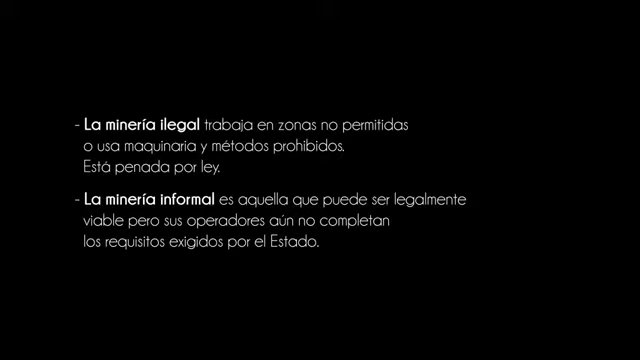 - La minería ilegal trabaja en zonas no permitidas
o usa maquinaria y métodos prohibidos.
Está penada por ley.
- La minería informal es aquella que puede ser legalmente
viable pero sus operadores aún no completan
los requisitos exigidos por el Estado.